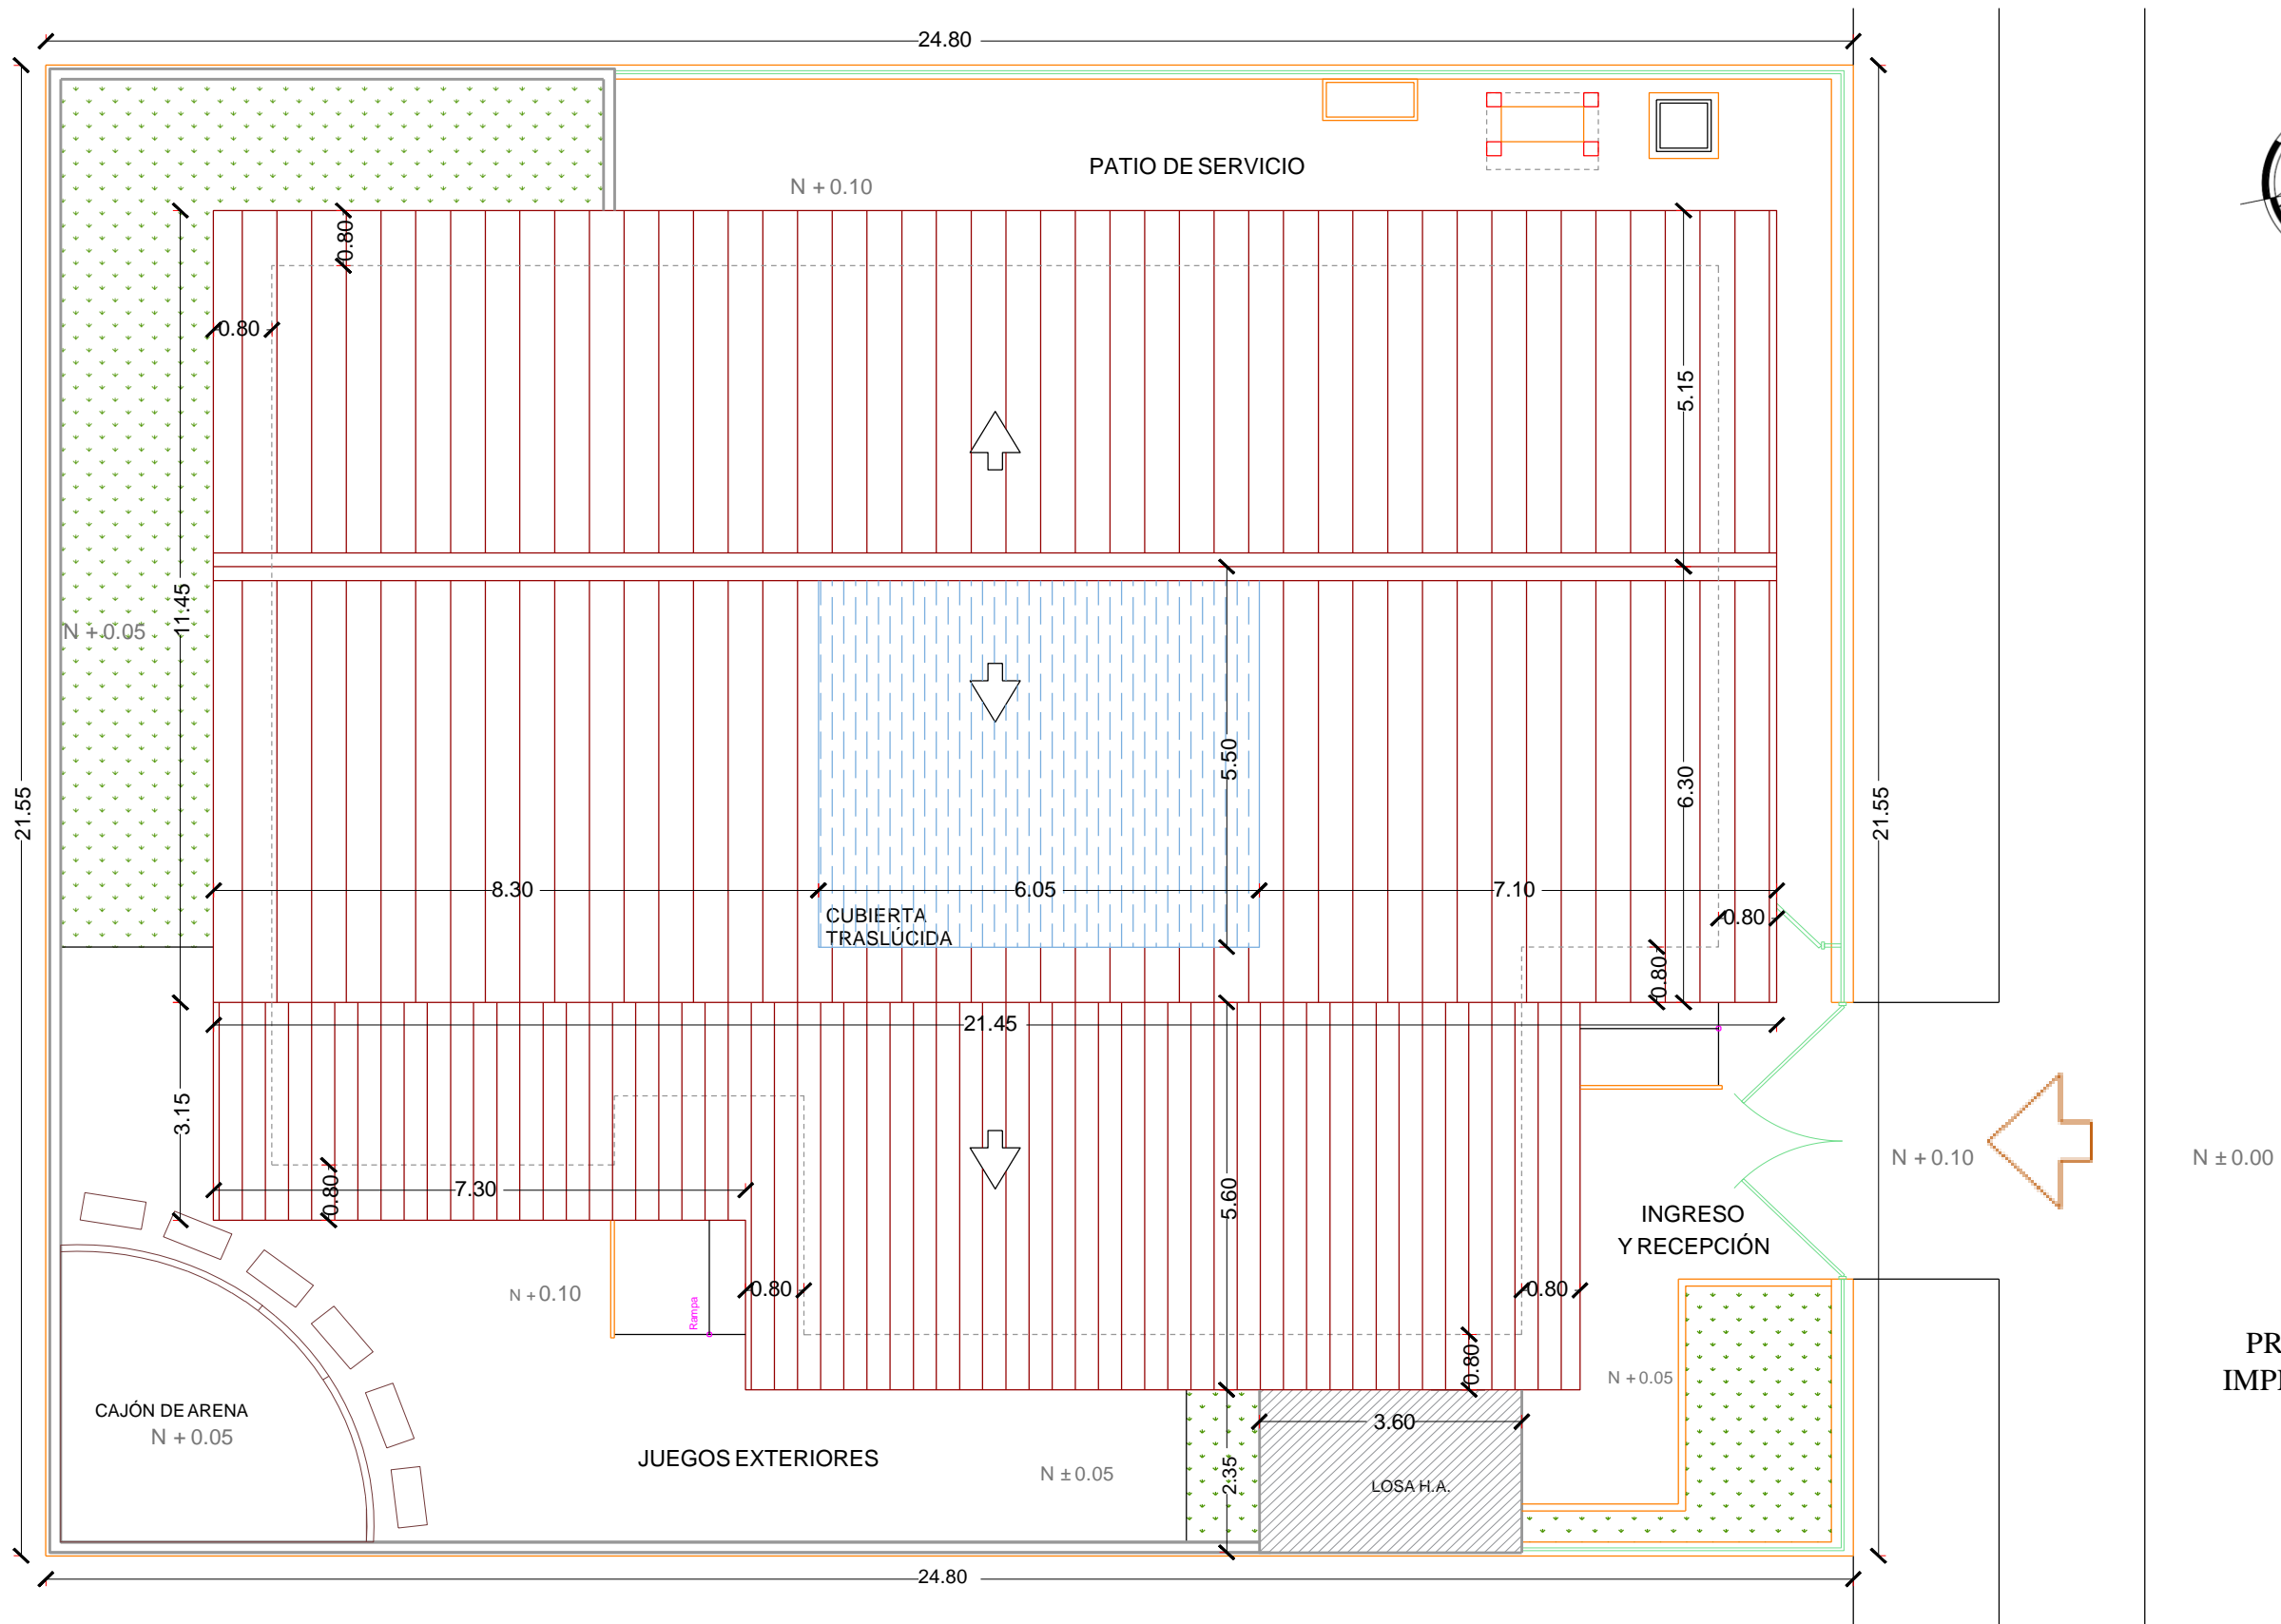 24.80
PATIO DE SERVICIO
N + 0.10
0.80
0.80
5.15
11.45
N + 0.05
5.50
6.30
21.55
21.55
8.30
6.05
7.10
CUBIERTA
TRASLÚCIDA
0.80
0.80
21.45
3.15
N + 0.10
N ± 0.00
0.80
7.30
5.60
INGRESO
Y RECEPCIÓN
N + 0.10
Rampa
0.80
0.80
0.80
PR
IMP
N + 0.05
CAJÓN DE ARENA
N + 0.05
3.60
JUEGOS EXTERIORES
N ± 0.05
2.35
LOSA H.A.
24.80